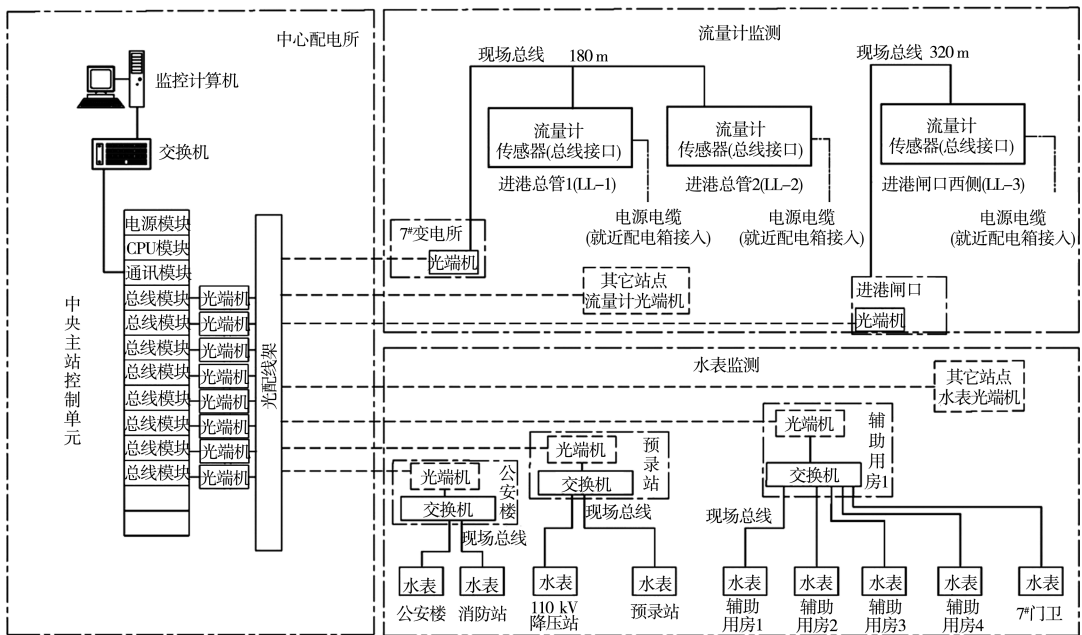 中心配电所
监控计算机
交换机
电源模块
CPU模块
通讯模块
总线模块
总线模块
总线模块
总线模块
总线模块
总线模块
总线模块
总线模块
光端机
光端机
光端机
光端机
光端机
光端机
光端机
光端机
中央主站控制单元
光配线架
流量计监测
现场总线 180 m
现场总线 320 m
流量计
传感器(总线接口)
流量计
传感器(总线接口)
流量计
传感器(总线接口)
进港总管1(LL-1)
进港总管2(LL-2)
进港闸口西侧(LL-3)
电源电缆
(就近配电箱接入)
电源电缆
(就近配电箱接入)
电源电缆
(就近配电箱接入)
7#变电所
光端机
其它站点
流量计光端机
进港闸口
光端机
水表监测
其它站点
水表光端机
光端机
交换机
辅助用房1
光端机
交换机
预录站
光端机
交换机
公安楼
现场总线
现场总线
现场总线
水表
水表
水表
水表
水表
水表
水表
水表
水表
公安楼
消防站
110 kV
降压站
预录站
辅助
用房1
辅助
用房2
辅助
用房3
辅助
用房4
7#门卫